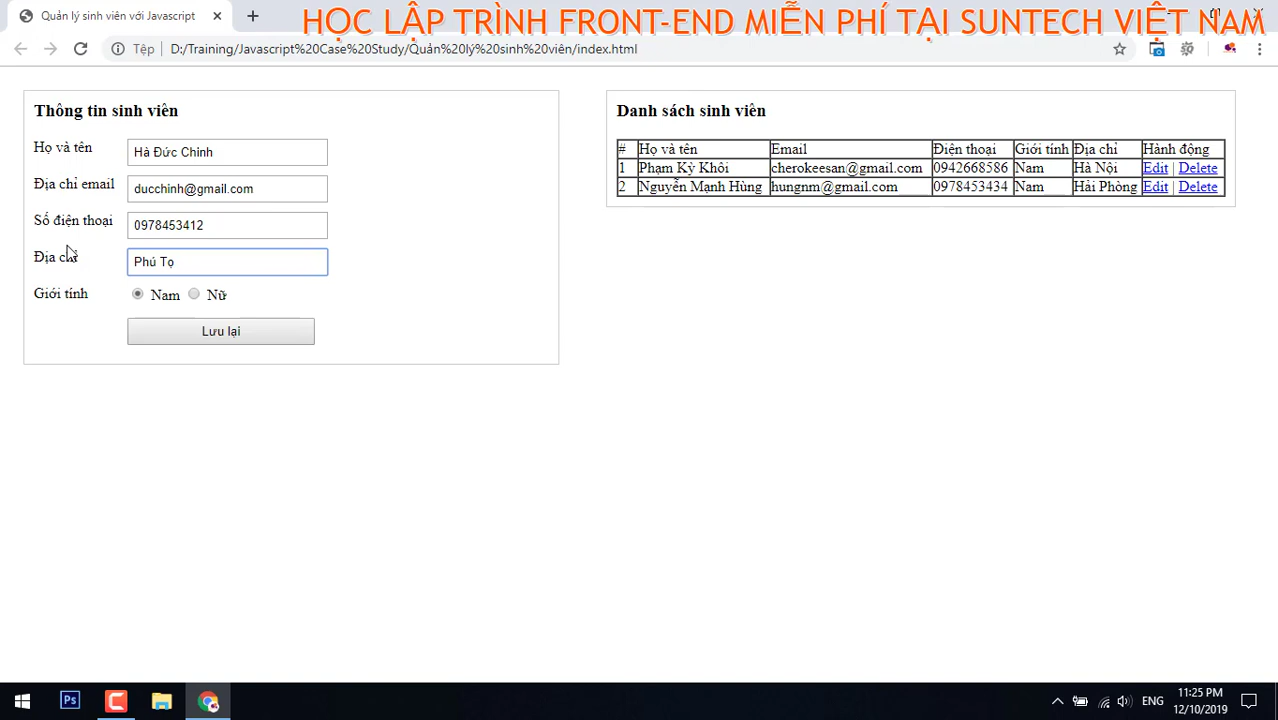 Quản lý sinh viên với Javascript
HỌC LẬP TRÌNH FRONT-END MIỄN PHÍ TẠI SUNTECH VIỆT NAM
Tệp
D:/Training/Javascript%20Case%20Study/Quản%20lý%20sinh%20viên/index.html
Thông tin sinh viên
Họ và tên
Hà Đức Chinh
Địa chỉ email
ducchinh@gmail.com
Số điện thoại
0978453412
Địa chỉ
Phú Tọ
Giới tính
Nam
Nữ
Lưu lại
Danh sách sinh viên
# Họ và tên Email Điện thoại Giới tính Địa chỉ Hành động
1 Phạm Kỳ Khôi cherokeesan@gmail.com 0942668586 Nam Hà Nội Edit | Delete
2 Nguyễn Mạnh Hùng hungnm@gmail.com 0978453434 Nam Hải Phòng Edit | Delete
Ps
ENG
11:25 PM
12/10/2019